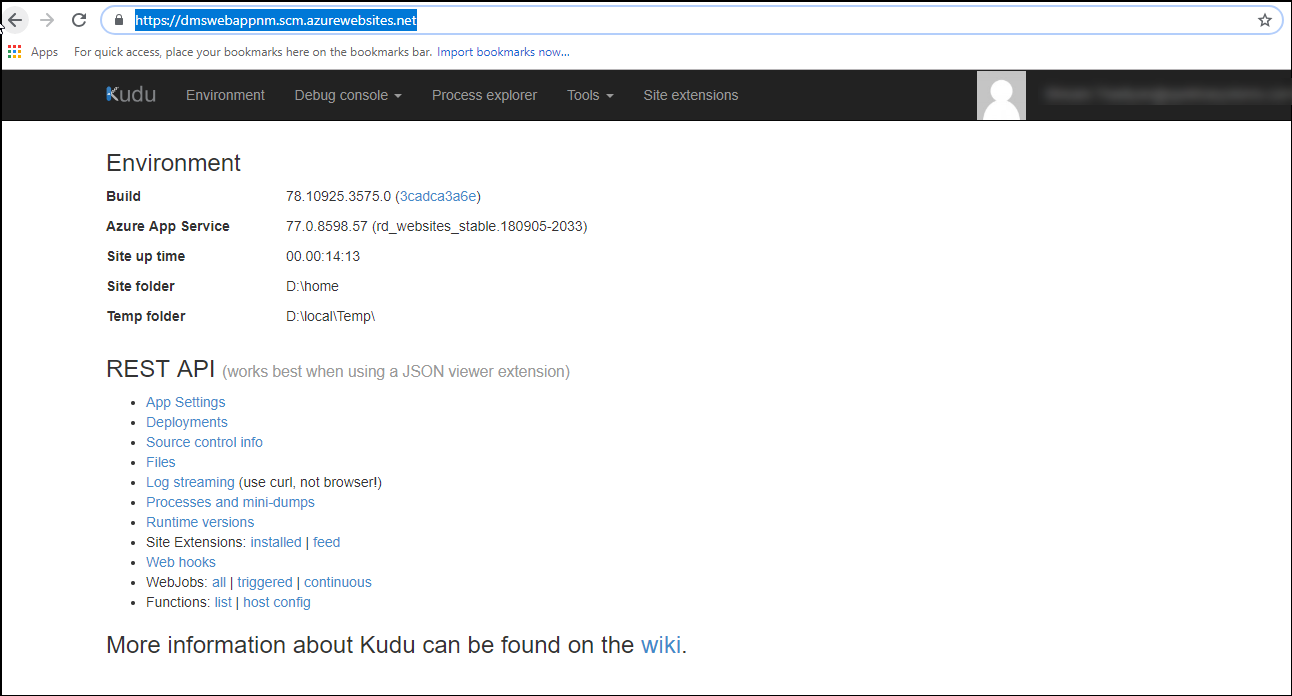 https://dmswebappnm.scm.azurewebsites.net
Apps For quick access, place your bookmarks here on the bookmarks bar. Import bookmarks now...
Kudu Environment Debug console Process explorer Tools Site extensions
Environment
Build 78.10925.3575.0 (3cadca3a6e)
Azure App Service 77.0.8598.57 (rd_websites_stable.180905-2033)
Site up time 00.00:14:13
Site folder D:\home
Temp folder D:\local\Temp\
REST API (works best when using a JSON viewer extension)
• App Settings
• Deployments
• Source control info
• Files
• Log streaming (use curl, not browser!)
• Processes and mini-dumps
• Runtime versions
• Site Extensions: installed | feed
• Web hooks
• WebJobs: all | triggered | continuous
• Functions: list | host config
More information about Kudu can be found on the wiki.